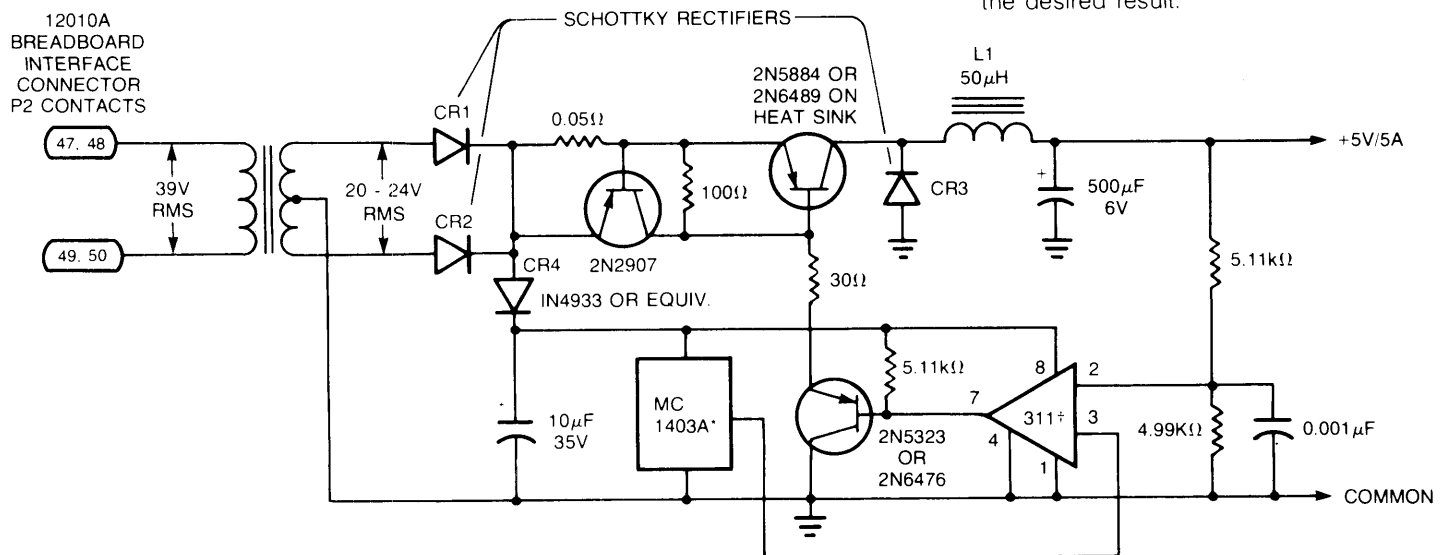 the desired result.
12010A
BREADBOARD
INTERFACE
CONNECTOR
P2 CONTACTS
SCHOTTKY RECTIFIERS
47. 48
49. 50
39V
RMS
20 - 24V
RMS
CR1
CR2
CR4
IN4933 OR EQUIV.
0.05Ω
2N2907
100Ω
2N5884 OR
2N6489 ON
HEAT SINK
30Ω
CR3
L1
50μH
+
500μF
6V
+5V/5A
5.11kΩ
+
10μF
35V
MC
1403A*
5.11kΩ
2N5323
OR
2N6476
7
8
311†
4
1
2
3
4.99KΩ
0.001μF
COMMON